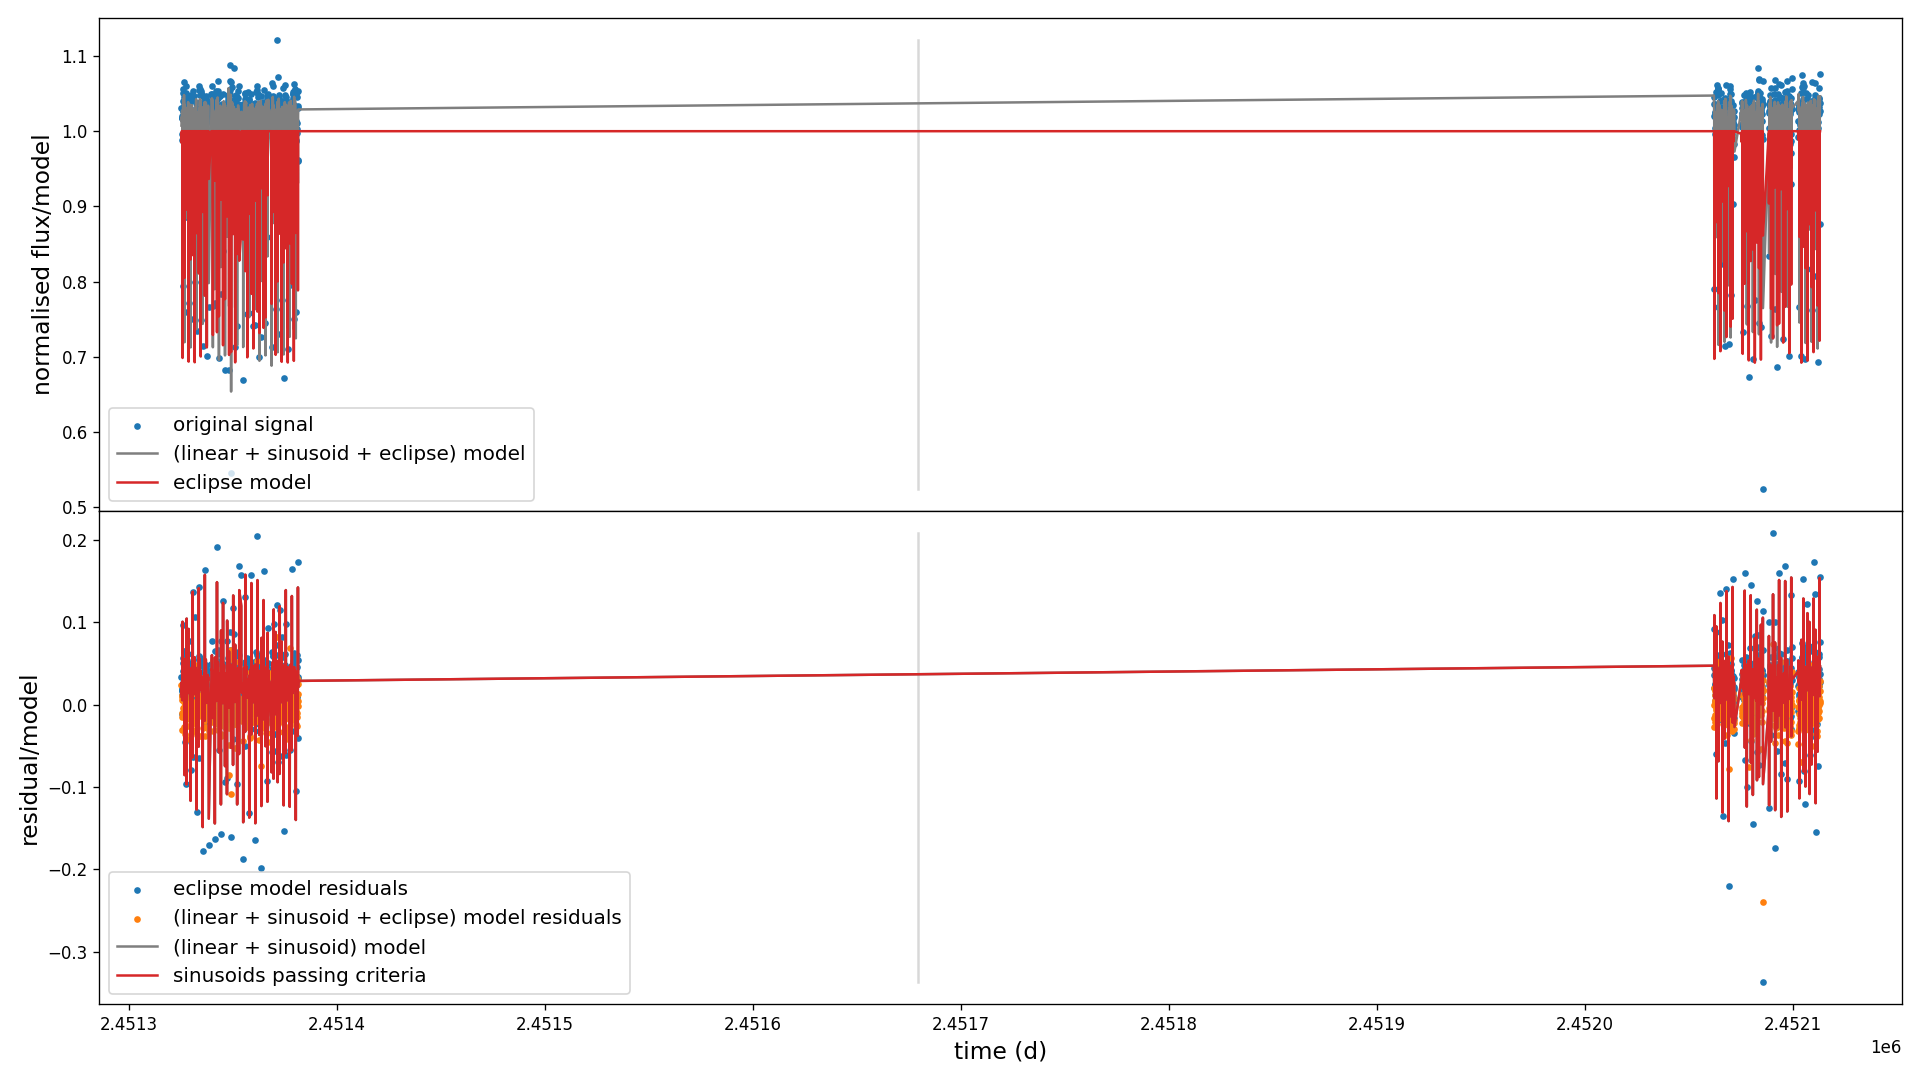 normalised flux/model
1.1
1.0
0.9
0.8
0.7
0.6
0.5
original signal
(linear + sinusoid + eclipse) model
eclipse model
residual/model
0.2
0.1
0.0
−0.1
−0.2
−0.3
eclipse model residuals
(linear + sinusoid + eclipse) model residuals
(linear + sinusoid) model
sinusoids passing criteria
2.4513 2.4514 2.4515 2.4516 2.4517 2.4518 2.4519 2.4520 2.4521
time (d)
1e6